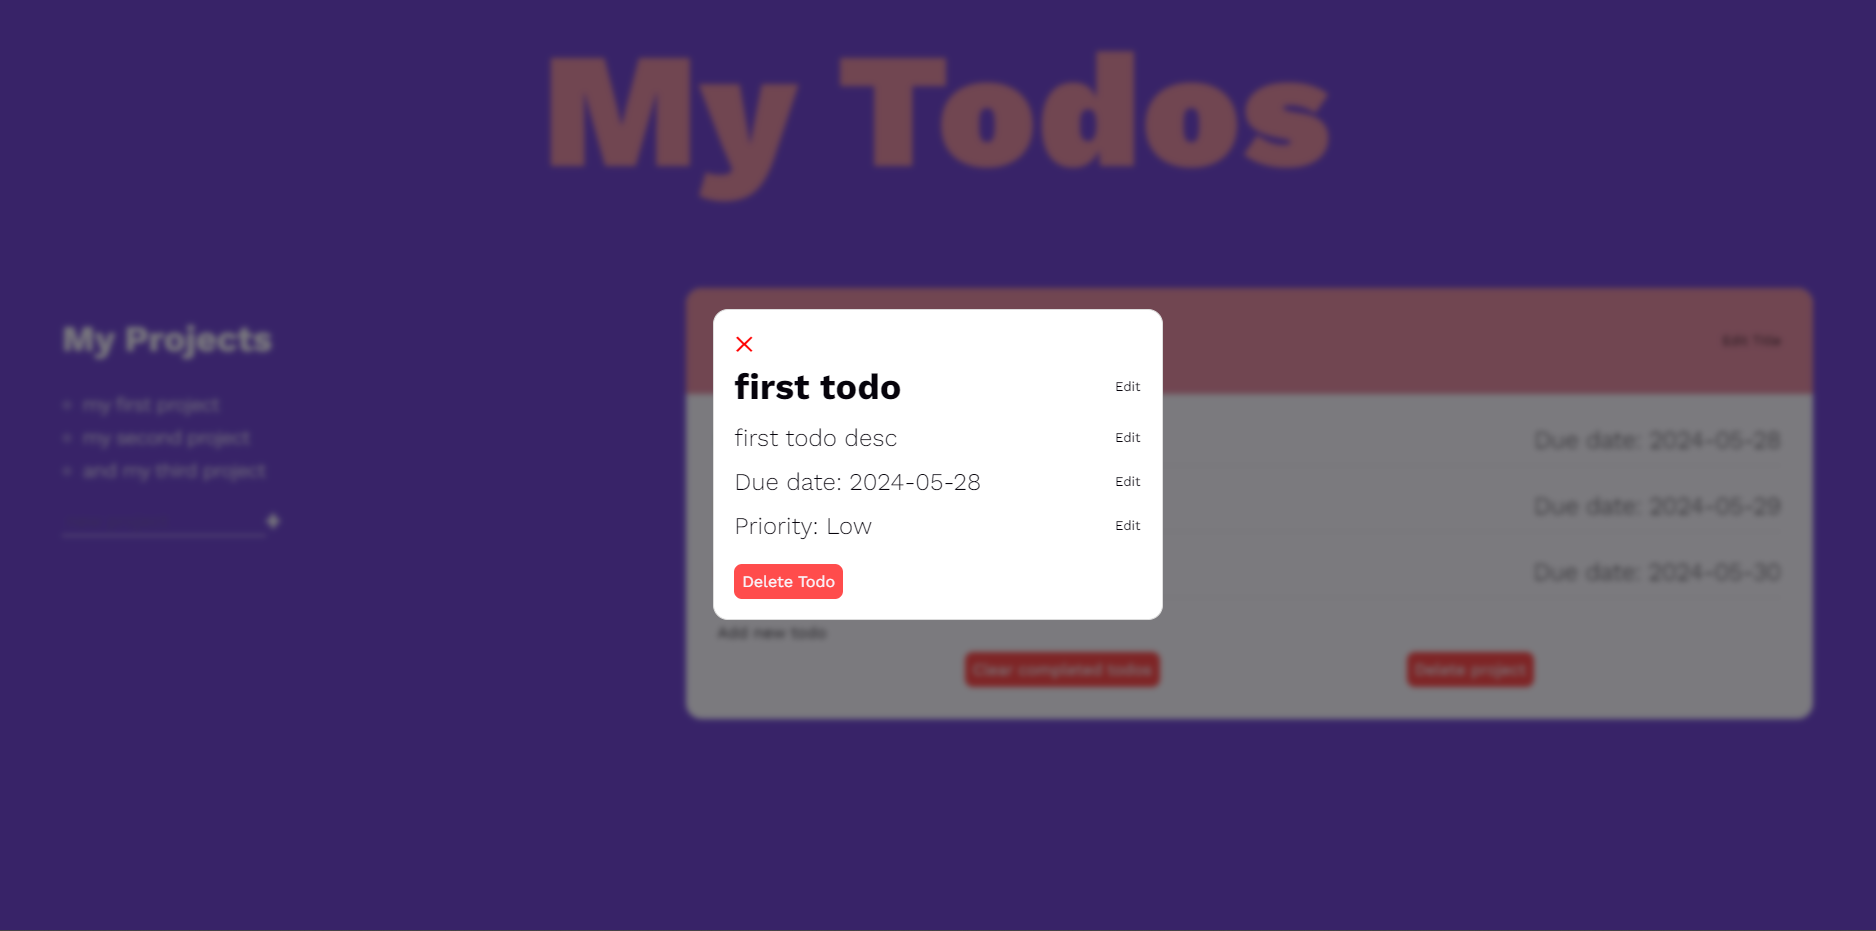 My Todos
My Projects
my first project
my second project
and my third project
+
Edit Title
first todo Edit
first todo desc Edit
Due date: 2024-05-28 Edit
Priority: Low Edit
Delete Todo
Due date: 2024-05-28
Due date: 2024-05-29
Due date: 2024-05-30
Add new todo
Clear completed todos
Delete project